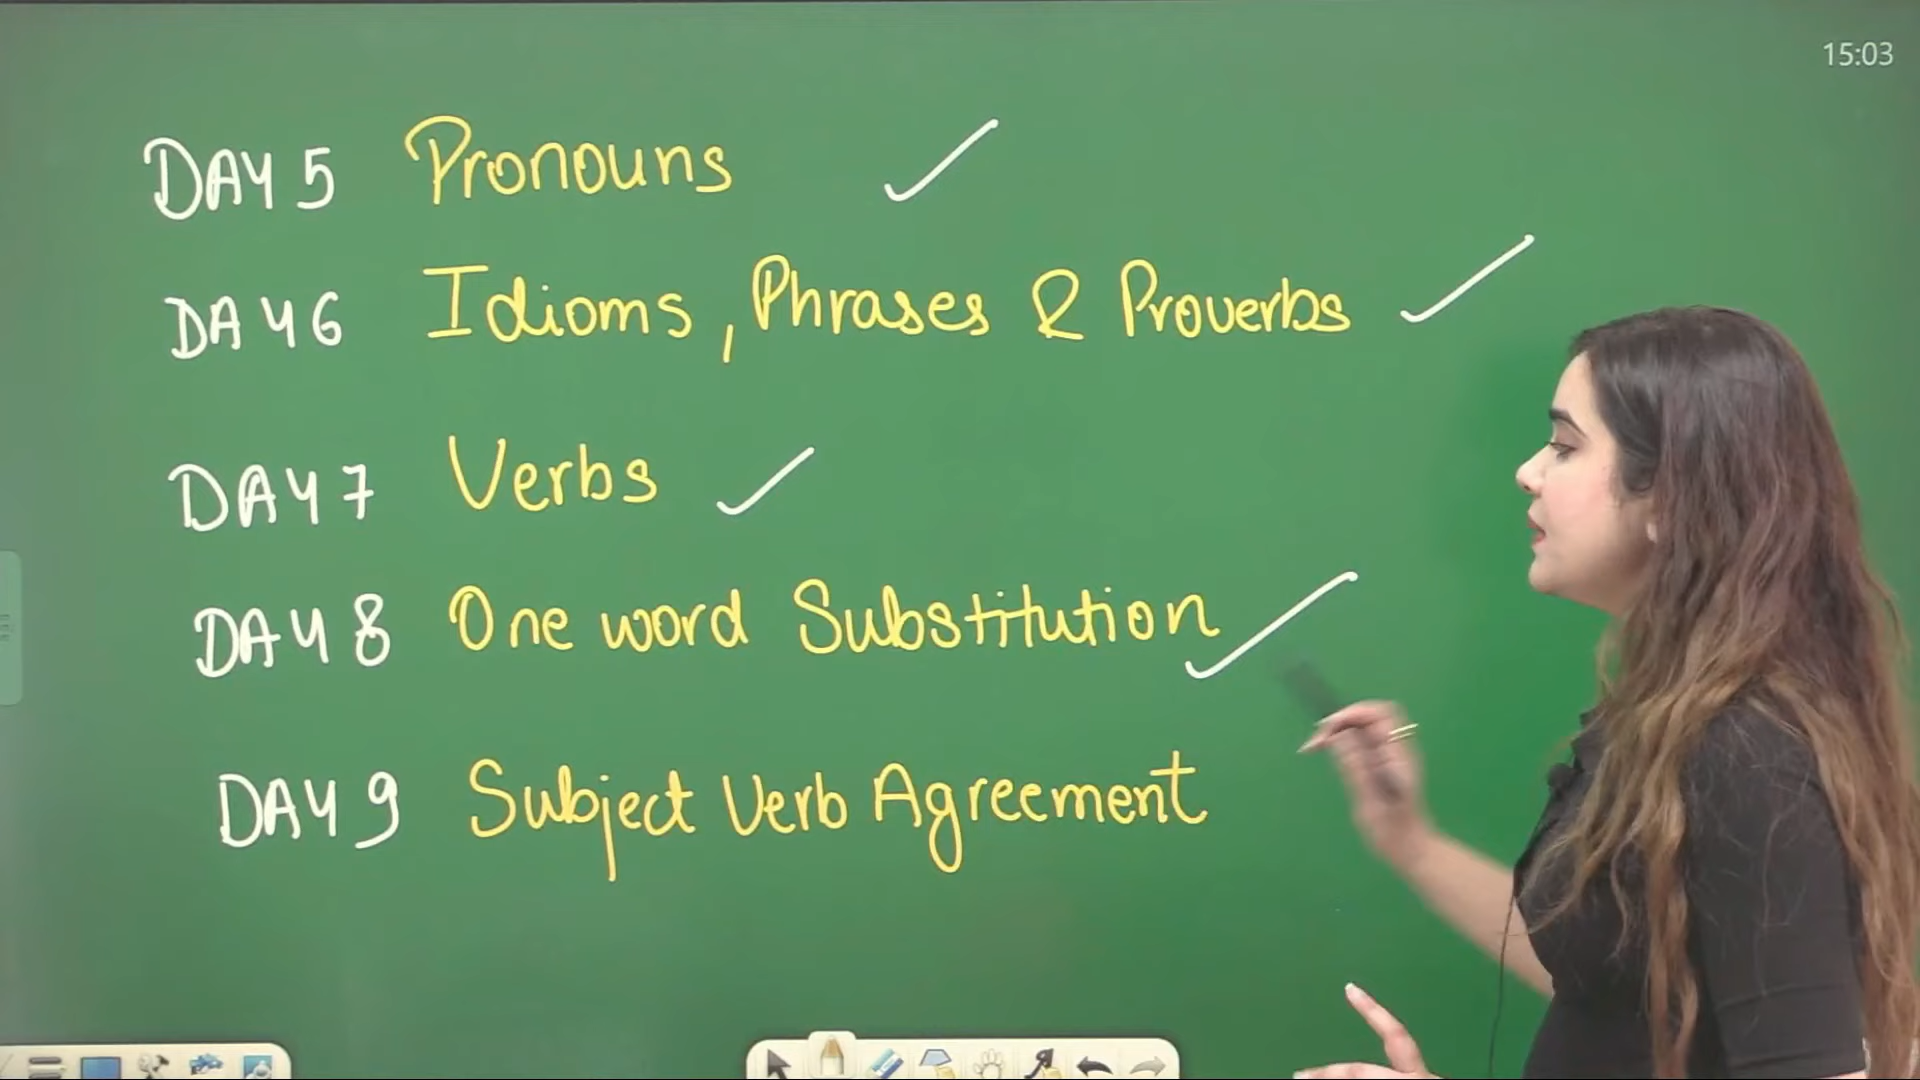 15:03
DAY 5 Pronouns
DAY 6 Idioms, Phrases & Proverbs
DAY 7 Verbs
DAY 8 One word Substitution
DAY 9 Subject Verb Agreement